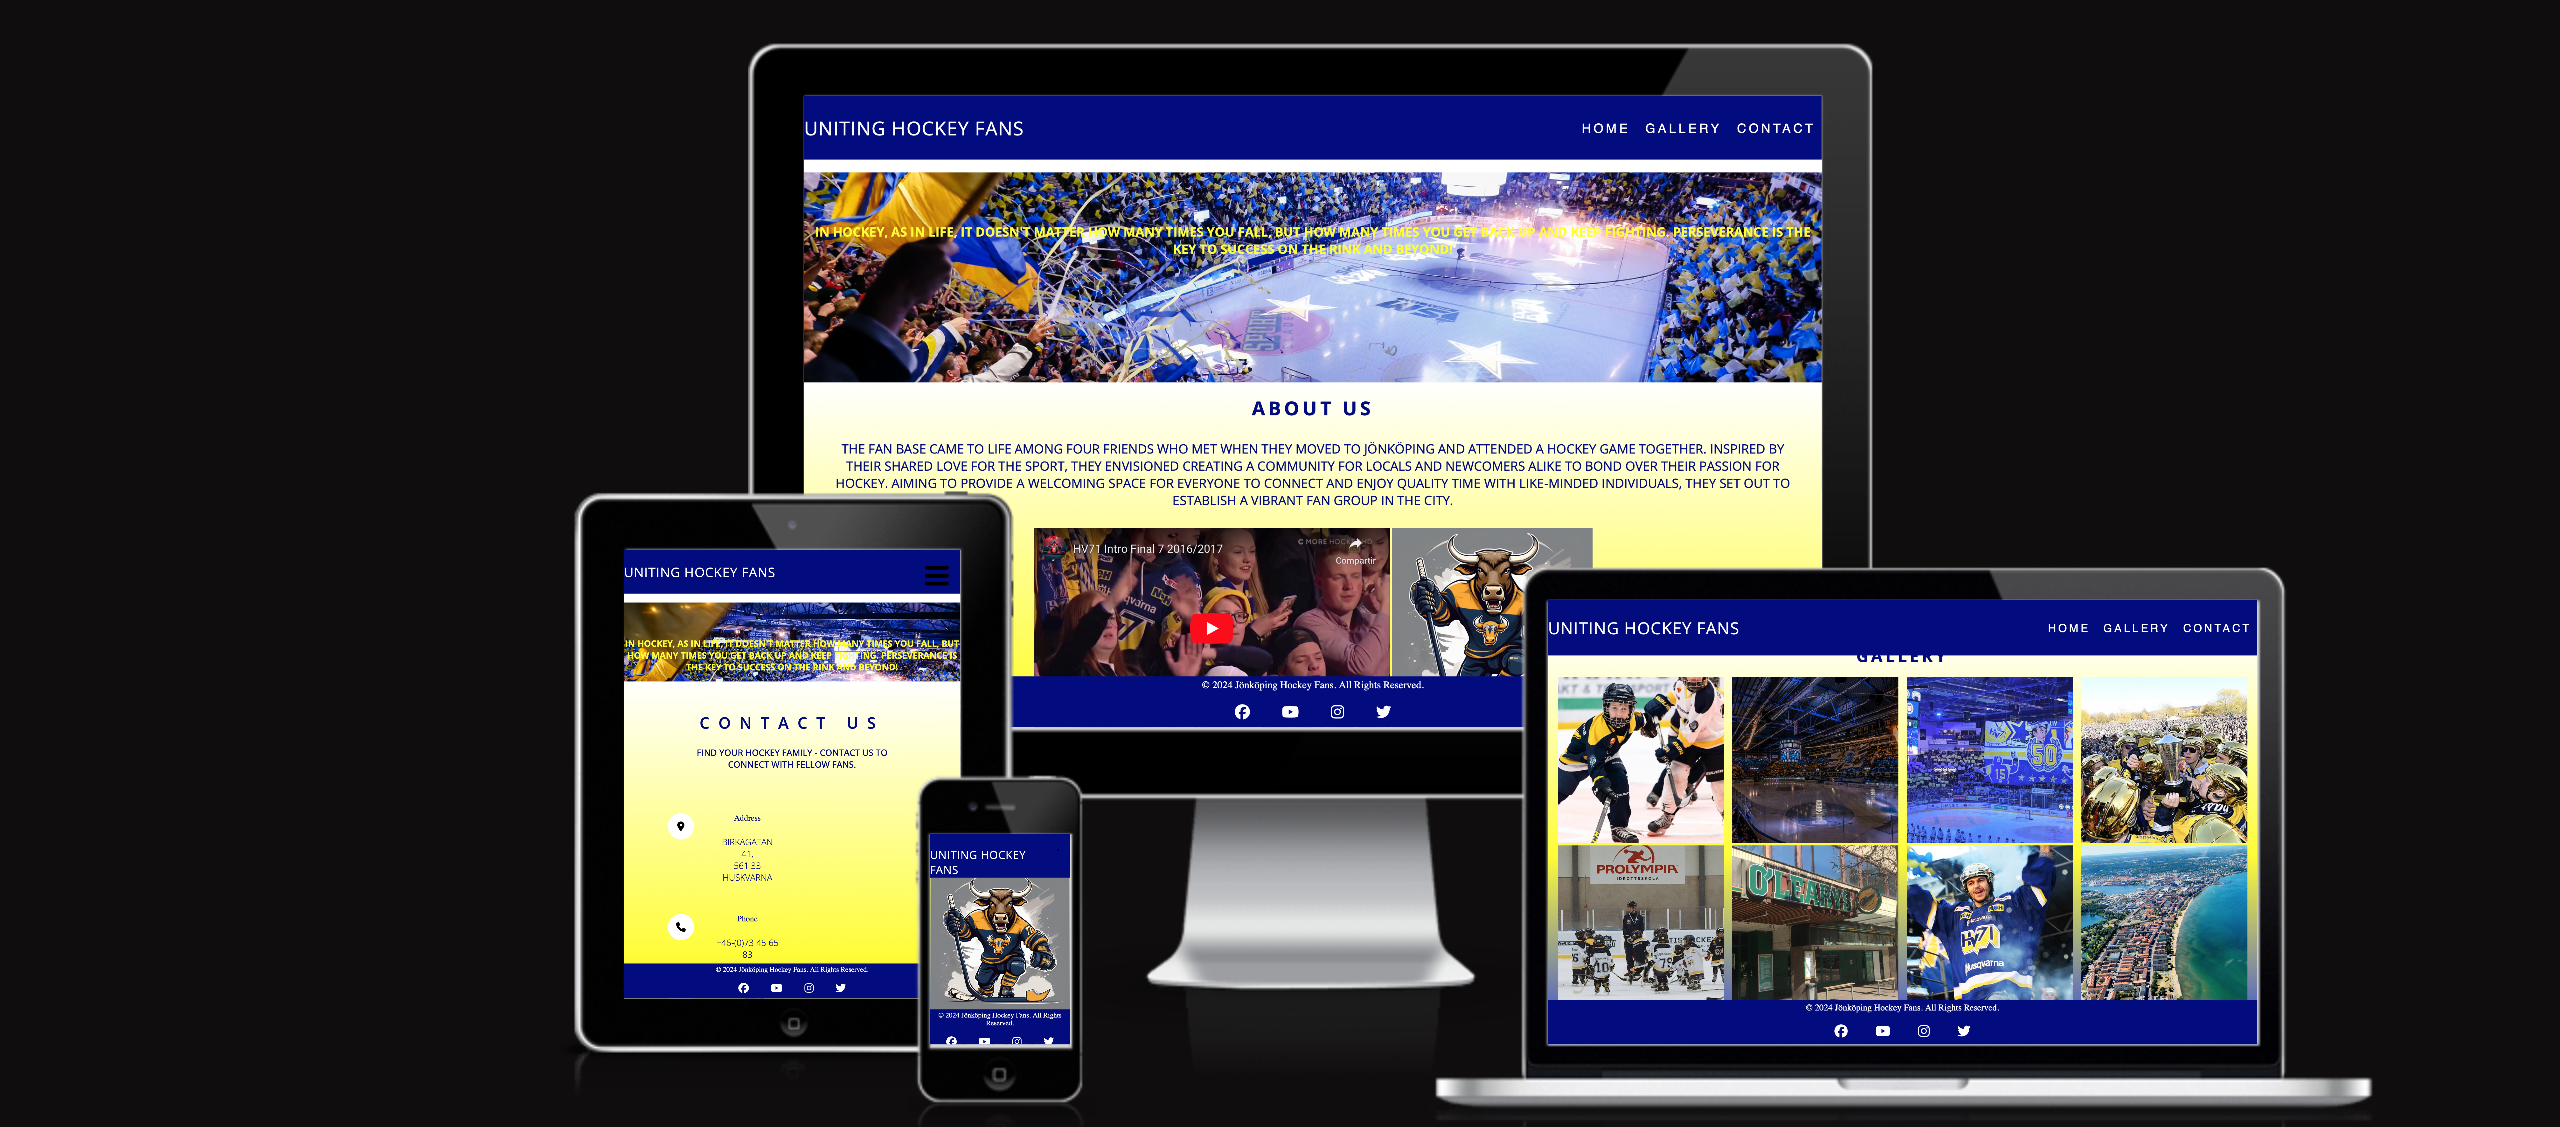 UNITING HOCKEY FANS
HOME GALLERY CONTACT
IN HOCKEY, AS IN LIFE, IT DOESN'T MATTER HOW MANY TIMES YOU FALL, BUT HOW MANY TIMES YOU GET BACK UP AND KEEP FIGHTING. PERSEVERANCE IS THE
KEY TO SUCCESS ON THE RINK AND BEYOND!
ABOUT US
THE FAN BASE CAME TO LIFE AMONG FOUR FRIENDS WHO MET WHEN THEY MOVED TO JÖNKÖPING AND ATTENDED A HOCKEY GAME TOGETHER. INSPIRED BY
THEIR SHARED LOVE FOR THE SPORT, THEY ENVISIONED CREATING A COMMUNITY FOR LOCALS AND NEWCOMERS ALIKE TO BOND OVER THEIR PASSION FOR
HOCKEY. AIMING TO PROVIDE A WELCOMING SPACE FOR EVERYONE TO CONNECT AND ENJOY QUALITY TIME WITH LIKE-MINDED INDIVIDUALS, THEY SET OUT TO
ESTABLISH A VIBRANT FAN GROUP IN THE CITY.
HV71 Intro Final 7 2016/2017
C MORE HOCKEY HD
Compartir
© 2024 Jönköping Hockey Fans. All Rights Reserved.
UNITING HOCKEY FANS
IN HOCKEY, AS IN LIFE, IT DOESN'T MATTER HOW MANY TIMES YOU FALL, BUT
HOW MANY TIMES YOU GET BACK UP AND KEEP FIGHTING. PERSEVERANCE IS
THE KEY TO SUCCESS ON THE RINK AND BEYOND!
CONTACT US
FIND YOUR HOCKEY FAMILY - CONTACT US TO
CONNECT WITH FELLOW FANS.
Address
BIRKAGATAN
41,
561 33
HUSKVARNA
Phone
+46-(0)73 45 65
83
© 2024 Jönköping Hockey Fans. All Rights Reserved.
UNITING HOCKEY
FANS
© 2024 Jönköping Hockey Fans. All Rights
Reserved.
UNITING HOCKEY FANS
HOME GALLERY CONTACT
GALLERY
50
15
PROLYMPIA
IDROTTSSKOLA
O'LEARYS
HV71
Husqvarna
© 2024 Jönköping Hockey Fans. All Rights Reserved.